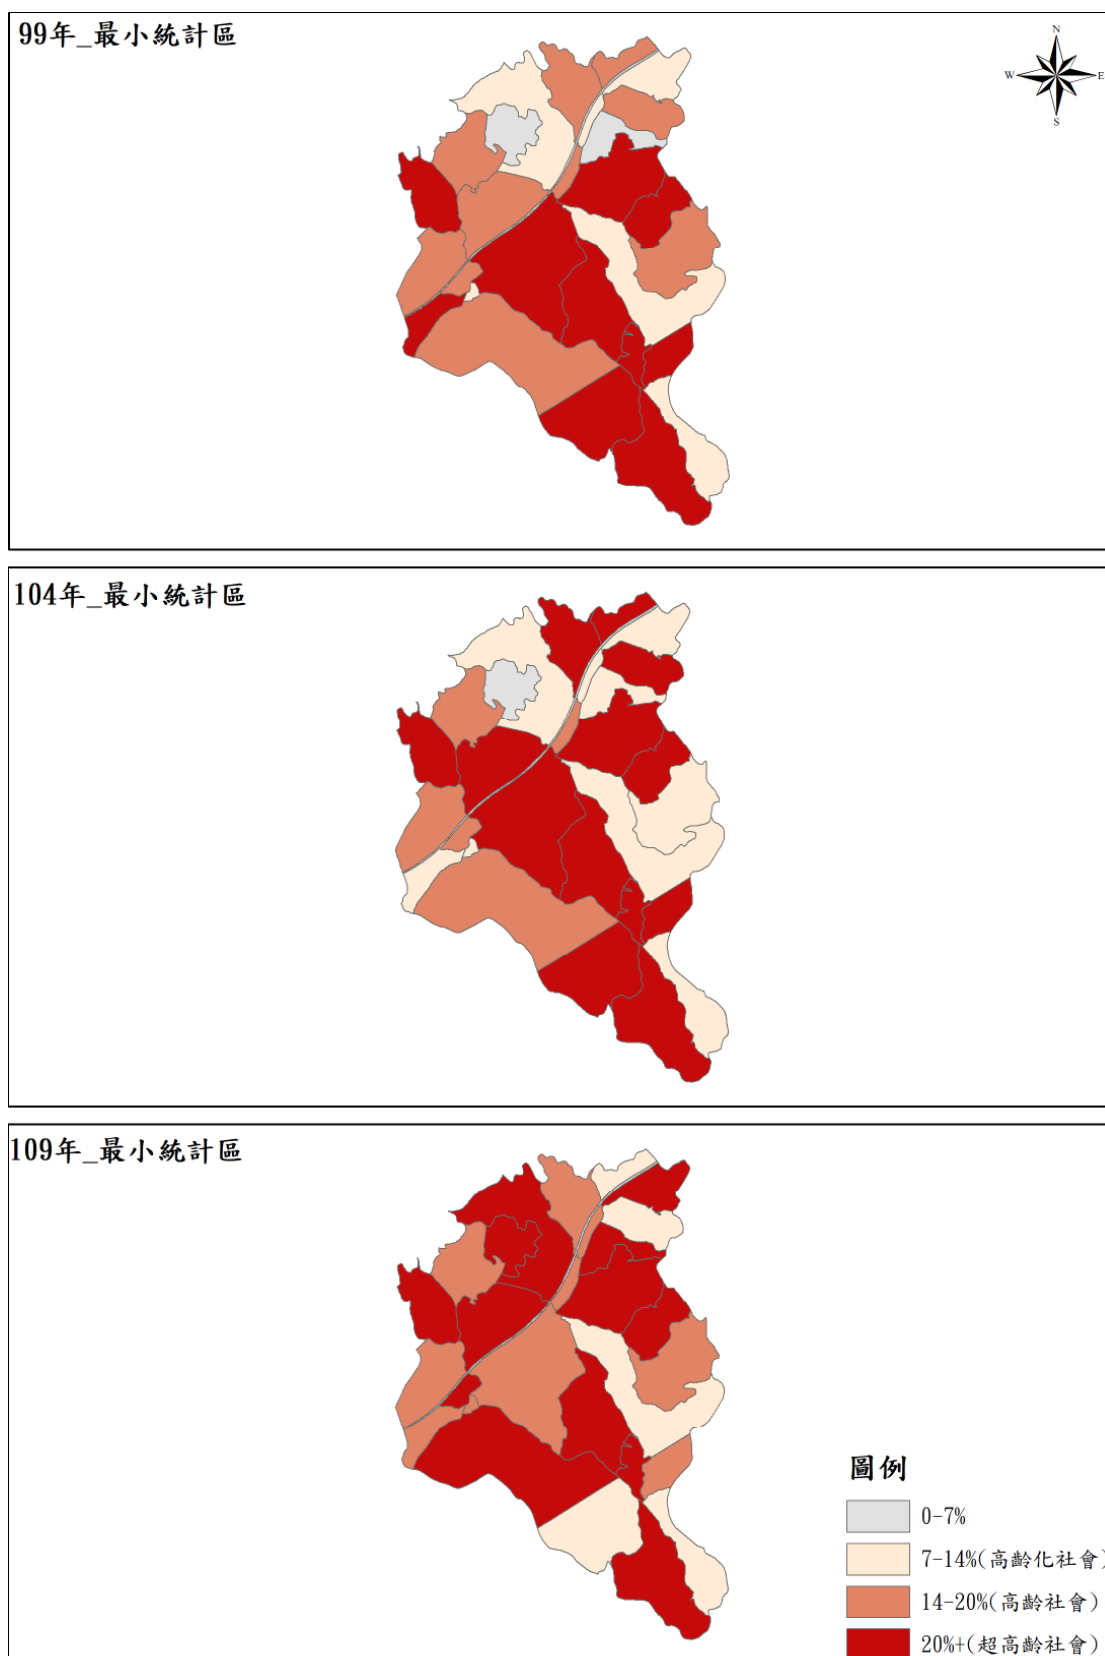 99年_最小統計區
N
W
E
S
104年_最小統計區
109年_最小統計區
圖例
0-7%
7-14%(高齡化社會)
14-20%(高齡社會)
20%+(超高齡社會)